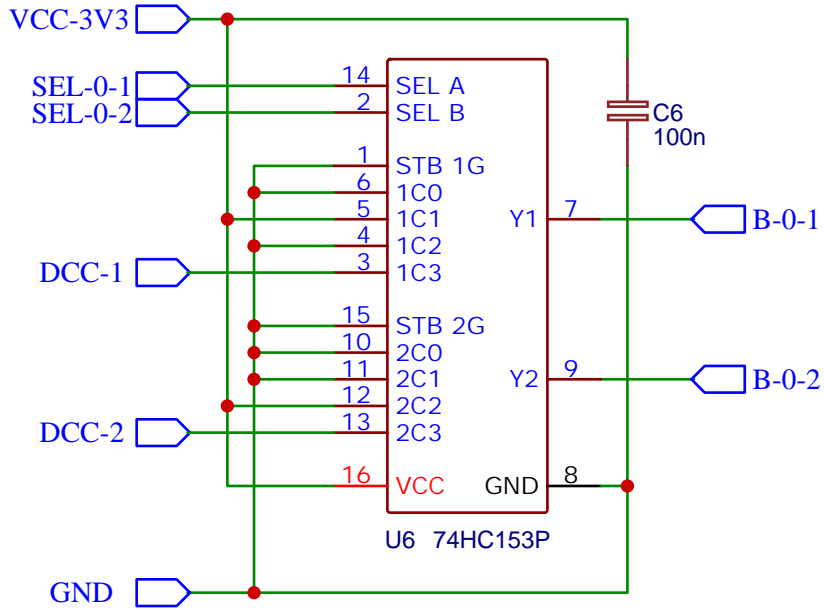 VCC-3V3
SEL-0-1
SEL-0-2
14 SEL A
2 SEL B
C6
100n
1 STB 1G
6 1C0
5 1C1 Y1 7 B-0-1
4 1C2
DCC-1 3 1C3
15 STB 2G
10 2C0
11 2C1 Y2 9 B-0-2
12 2C2
DCC-2 13 2C3
16 VCC GND 8
U6 74HC153P
GND